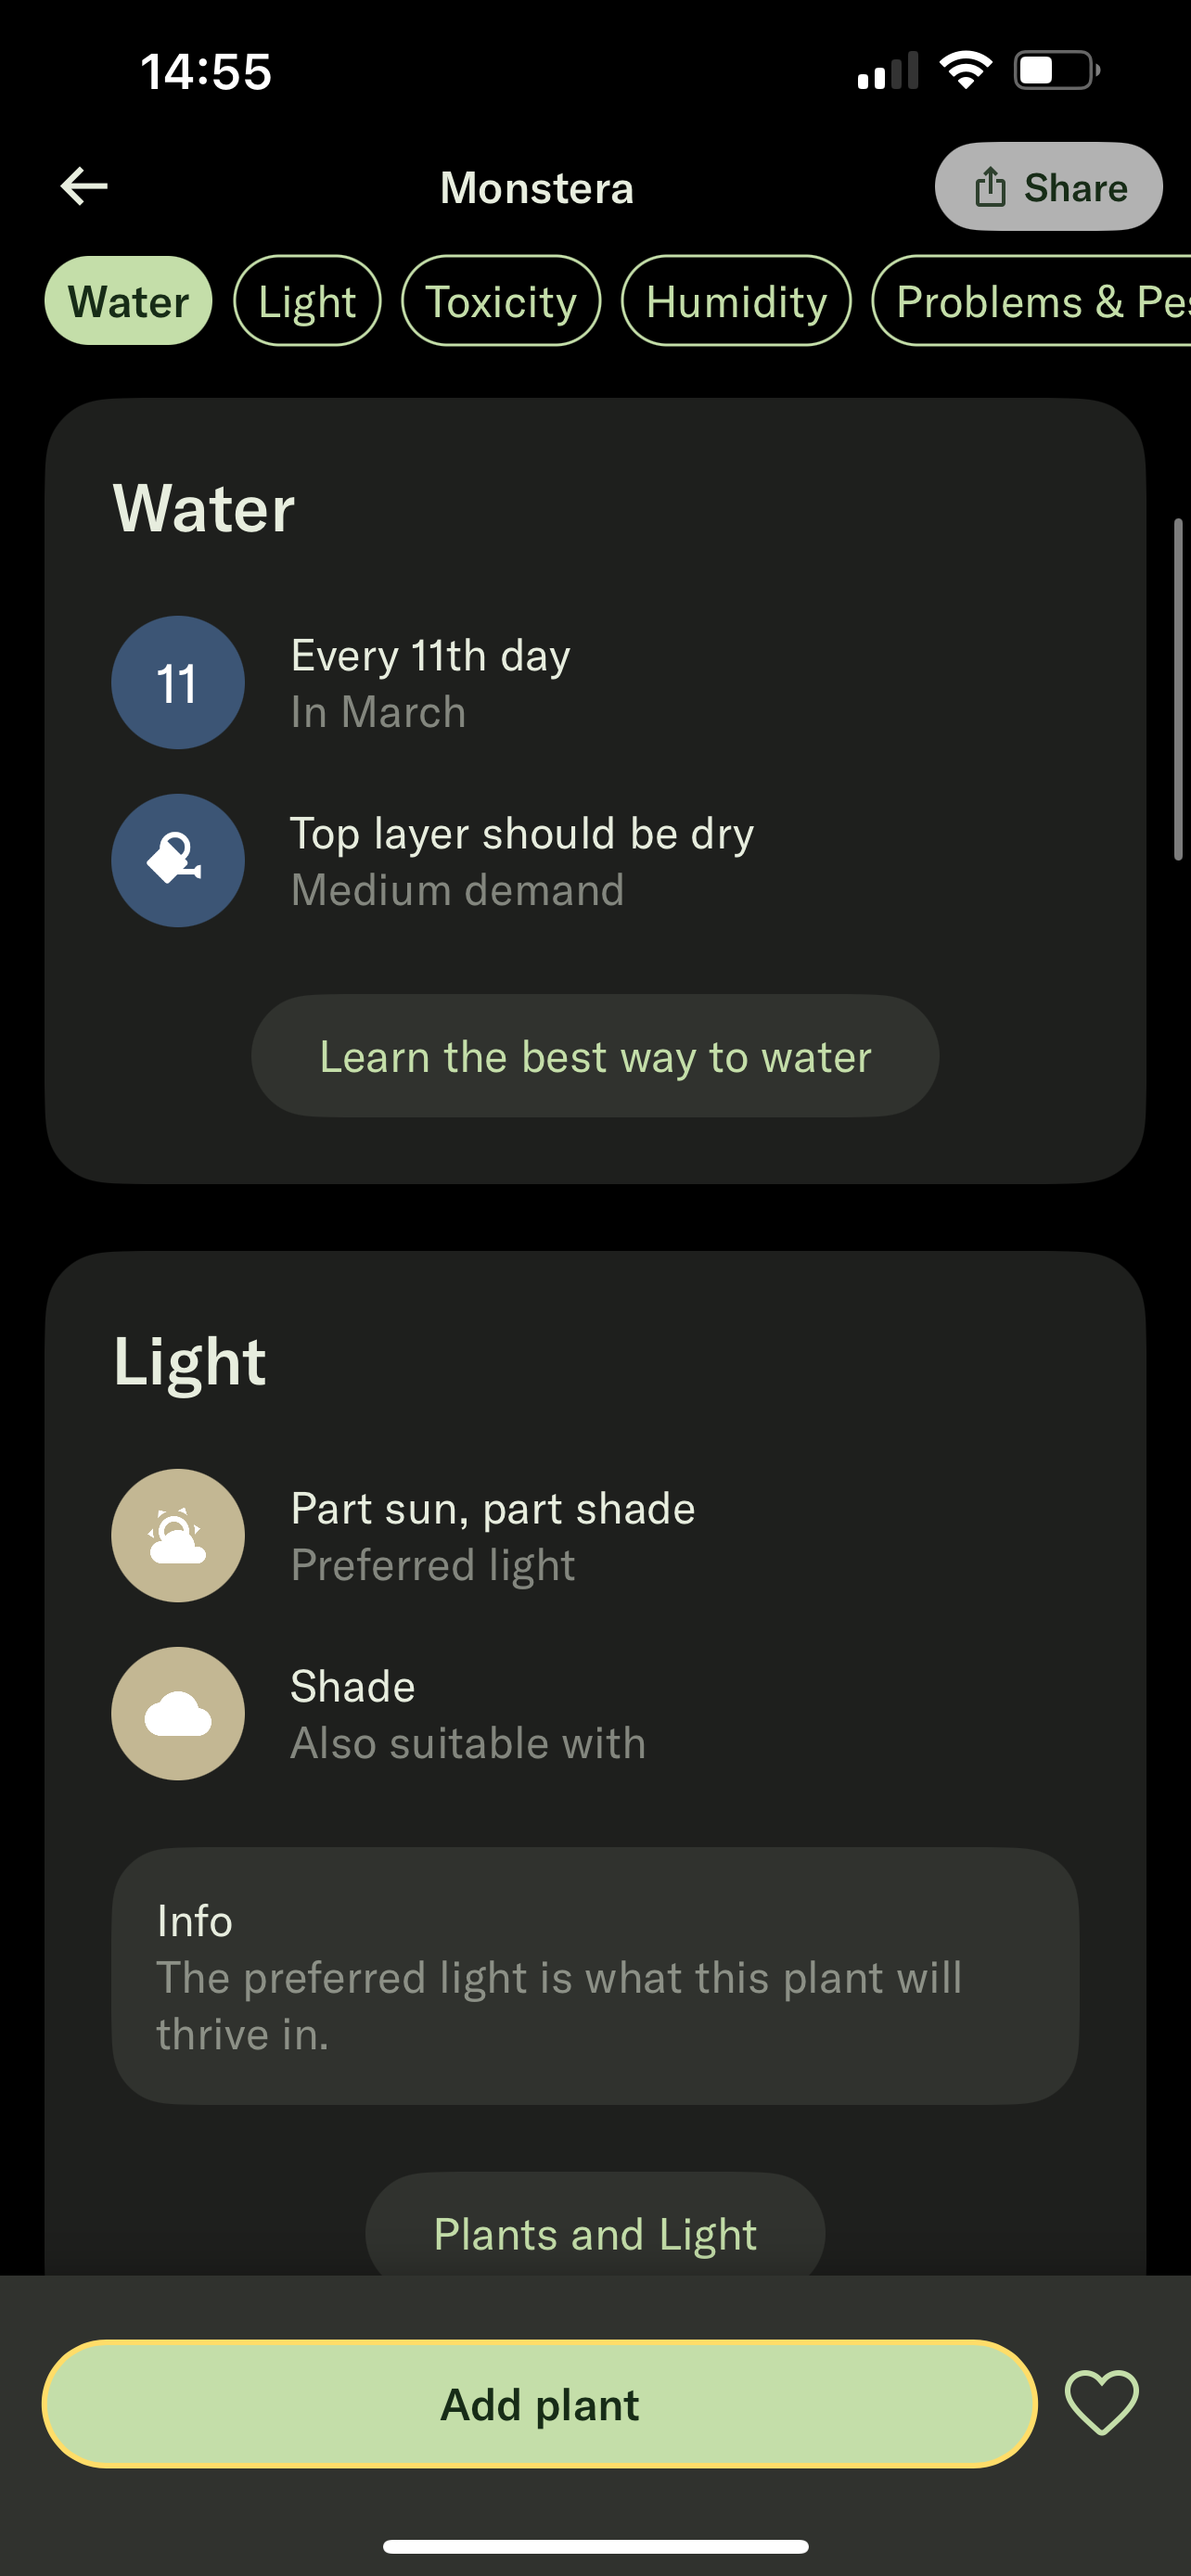 14:55
Monstera
Share
Water
Light
Toxicity
Humidity
Problems & Pes
Water
11
Every 11th day
In March
Top layer should be dry
Medium demand
Learn the best way to water
Light
Part sun, part shade
Preferred light
Shade
Also suitable with
Info
The preferred light is what this plant will
thrive in.
Plants and Light
Add plant